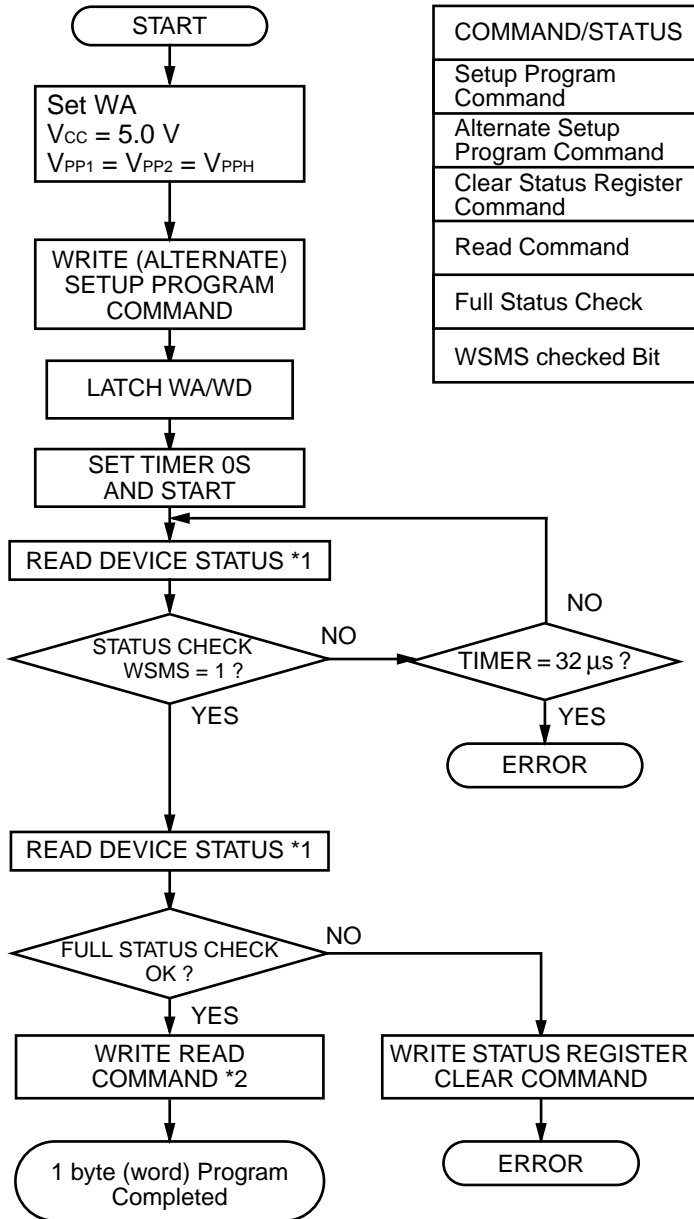 START
Set WA
VCC = 5.0 V
VPP1 = VPP2 = VPPH
WRITE (ALTERNATE)
SETUP PROGRAM
COMMAND
LATCH WA/WD
SET TIMER 0S
AND START
READ DEVICE STATUS *1
STATUS CHECK
WSMS = 1 ?
NO
YES
TIMER = 32 µs ?
NO
YES
ERROR
READ DEVICE STATUS *1
FULL STATUS CHECK
OK ?
NO
YES
WRITE READ
COMMAND *2
WRITE STATUS REGISTER
CLEAR COMMAND
1 byte (word) Program
Completed
ERROR
COMMAND/STATUS
Setup Program
Command
Alternate Setup
Program Command
Clear Status Register
Command
Read Command
Full Status Check
WSMS checked Bit